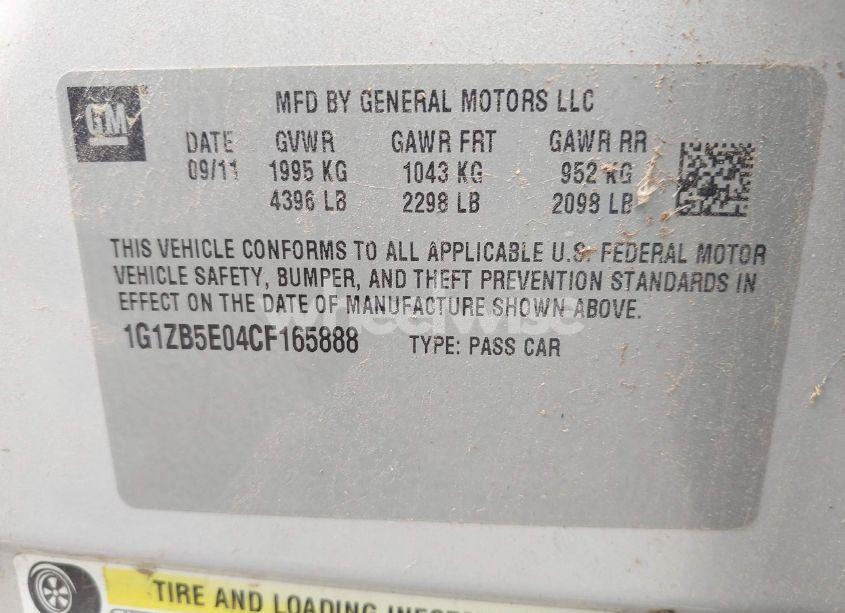 GM
MFD BY GENERAL MOTORS LLC
DATE GVWR GAWR FRT GAWR RR
09/11 1995 KG 1043 KG 952 KG
4396 LB 2298 LB 2098 LB
THIS VEHICLE CONFORMS TO ALL APPLICABLE U.S. FEDERAL MOTOR
VEHICLE SAFETY, BUMPER, AND THEFT PREVENTION STANDARDS IN
EFFECT ON THE DATE OF MANUFACTURE SHOWN ABOVE.
wheelwise
1G1ZB5E04CF165888 TYPE: PASS CAR
TIRE AND LOADING